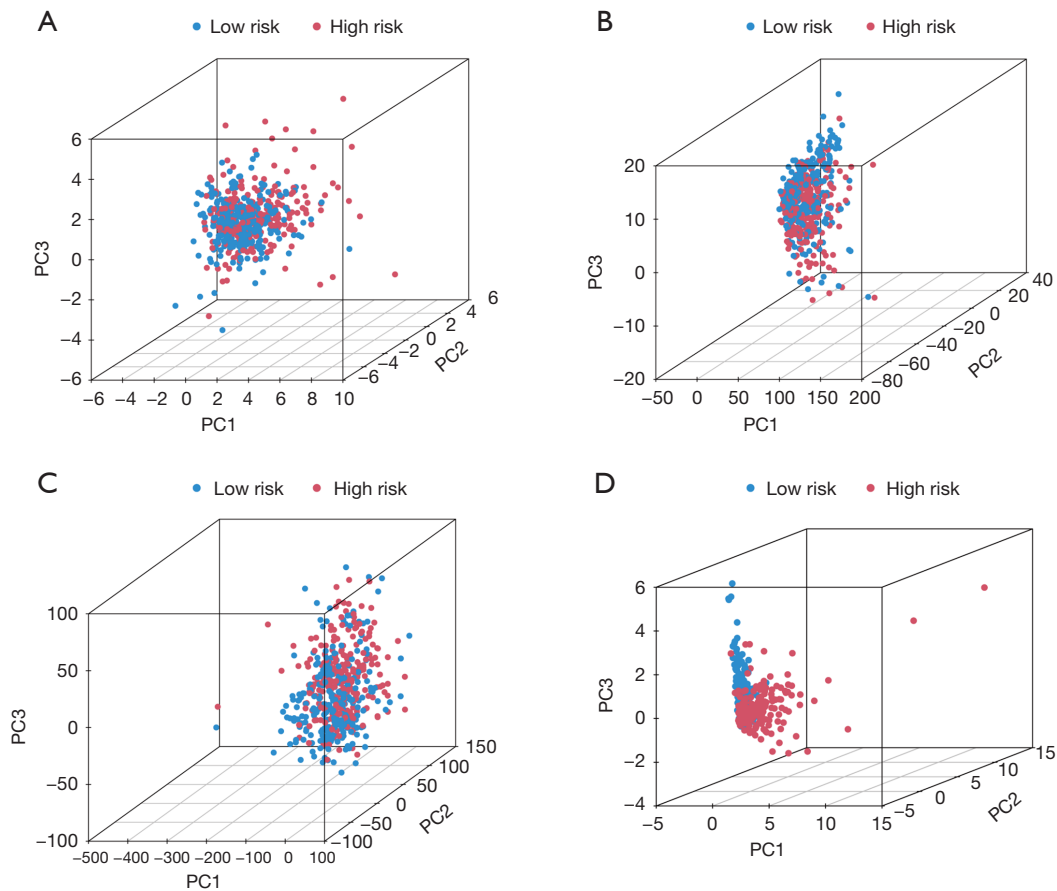 A
Low risk High risk
6
4
2
0
−2
−4
−6
PC3
−6 −4 −2 0 2 4 6 8 10
PC1
−6 −4 −2 0 2 4 6
PC2
B
Low risk High risk
20
10
0
−10
−20
PC3
−50 0 50 100 150 200
PC1
−80 −60 −40 −20 0 20 40
PC2
C
Low risk High risk
100
50
0
−50
−100
PC3
−500 −400 −300 −200 −100 0 100
PC1
−100 −50 0 50 100 150
PC2
D
Low risk High risk
6
4
2
0
−2
−4
PC3
−5 0 5 10 15
PC1
−5 0 5 10 15
PC2